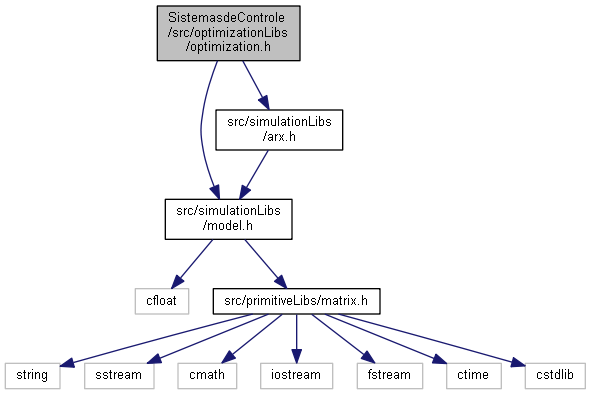 SistemasdeControle
/src/optimizationLibs
/optimization.h
src/simulationLibs
/arx.h
src/simulationLibs
/model.h
cfloat
src/primitiveLibs/matrix.h
string
sstream
cmath
iostream
fstream
ctime
cstdlib